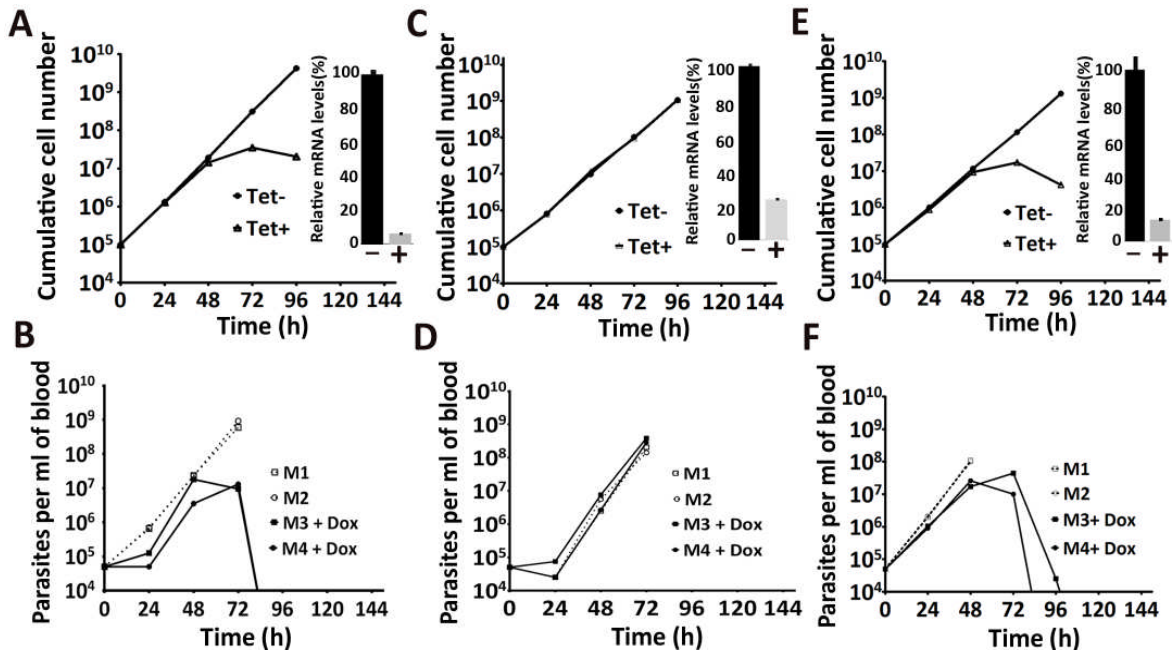 A
Cumulative cell number
10^10
10^9
10^8
10^7
10^6
10^5
10^4
0 24 48 72 96 120 144
Time (h)
Tet-
Tet+
Relative mRNA levels(%)
100
80
60
40
20
0
− +
C
Cumulative cell number
10^10
10^9
10^8
10^7
10^6
10^5
10^4
0 24 48 72 96 120 144
Time (h)
Tet-
Tet+
Relative mRNA levels(%)
100
80
60
40
20
0
− +
E
Cumulative cell number
10^10
10^9
10^8
10^7
10^6
10^5
10^4
0 24 48 72 96 120 144
Time (h)
Tet-
Tet+
Relative mRNA levels(%)
100
80
60
40
20
0
− +
B
Parasites per ml of blood
10^10
10^9
10^8
10^7
10^6
10^5
10^4
0 24 48 72 96 120 144
Time (h)
M1
M2
M3 + Dox
M4 + Dox
D
Parasites per ml of blood
10^10
10^9
10^8
10^7
10^6
10^5
10^4
0 24 48 72 96 120 144
Time (h)
M1
M2
M3 + Dox
M4 + Dox
F
Parasites per ml of blood
10^10
10^9
10^8
10^7
10^6
10^5
10^4
0 24 48 72 96 120 144
Time (h)
M1
M2
M3+ Dox
M4+ Dox